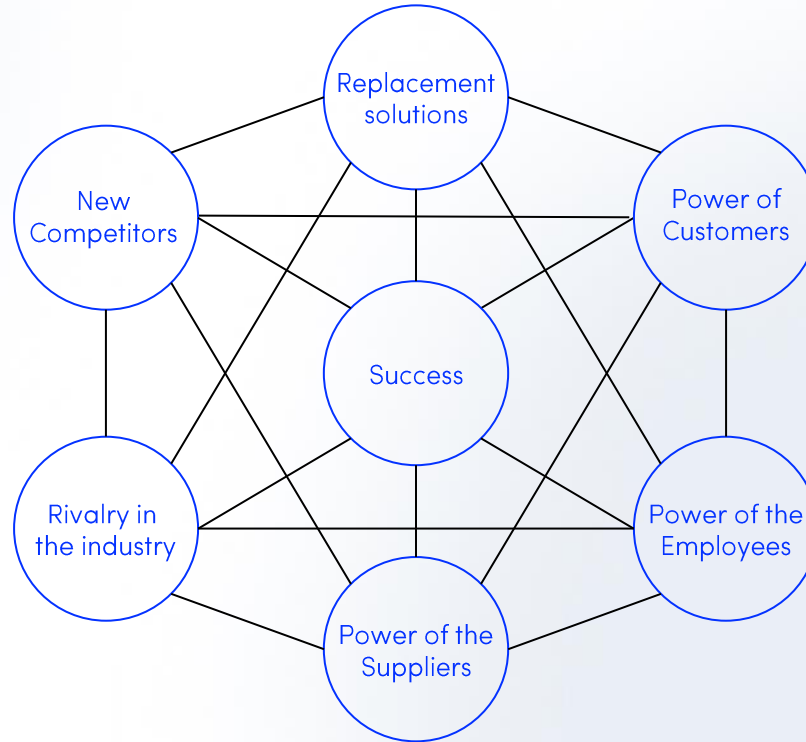 Replacement
solutions
New
Competitors
Power of
Customers
Success
Rivalry in
the industry
Power of the
Employees
Power of the
Suppliers